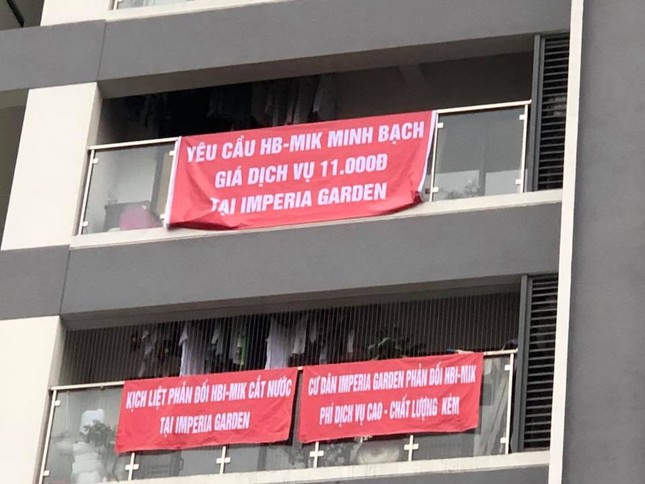 YÊU CẦU HB-MIK MINH BẠCH
GIÁ DỊCH VỤ 11.000Đ
TẠI IMPERIA GARDEN
KỊCH LIỆT PHẢN ĐỐI HBI-MIK CẮT NƯỚC
TẠI IMPERIA GARDEN
CƯ DÂN IMPERIA GARDEN PHẢN ĐỐI HBI-MIK
PHÍ DỊCH VỤ CAO - CHẤT LƯỢNG KÉM